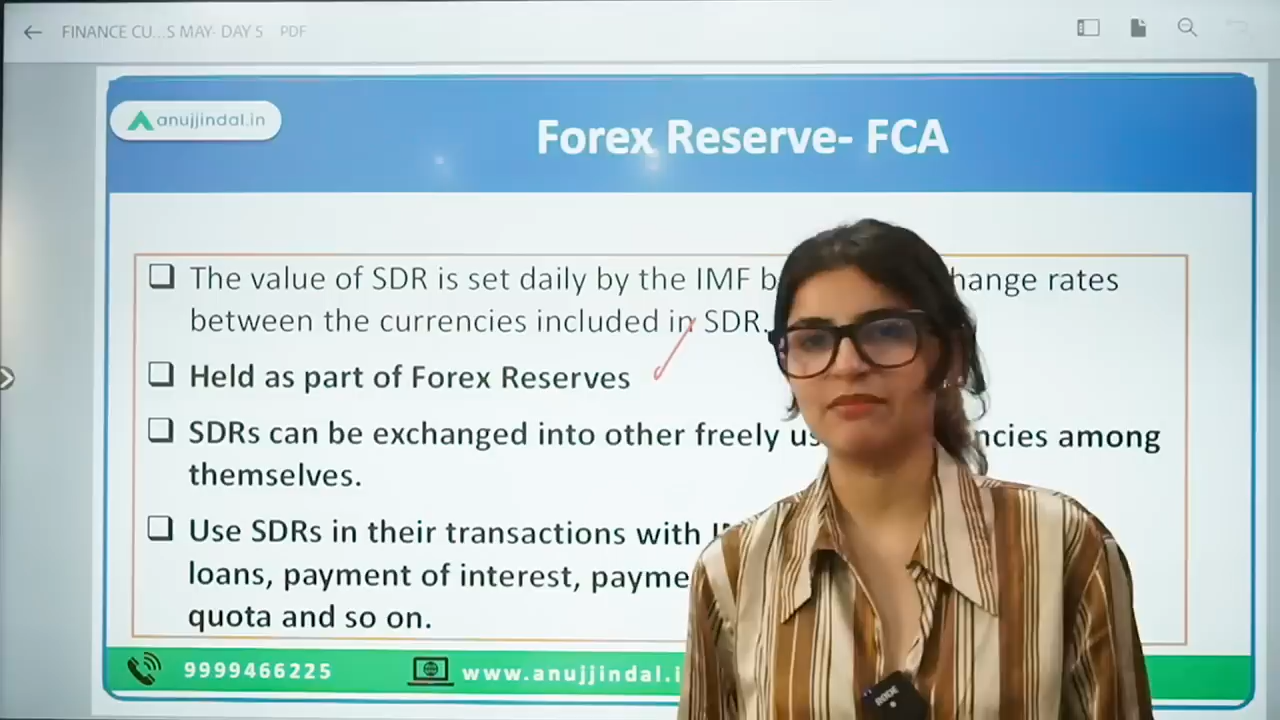 FINANCE CU...S MAY- DAY 5 PDF
anujjindal.in
Forex Reserve- FCA
The value of SDR is set daily by the IMF b hange rates
between the currencies included in SDR.
Held as part of Forex Reserves
SDRs can be exchanged into other freely us ncies among
themselves.
Use SDRs in their transactions with
loans, payment of interest, payme
quota and so on.
9999466225 www.anujjindal.i
RODE